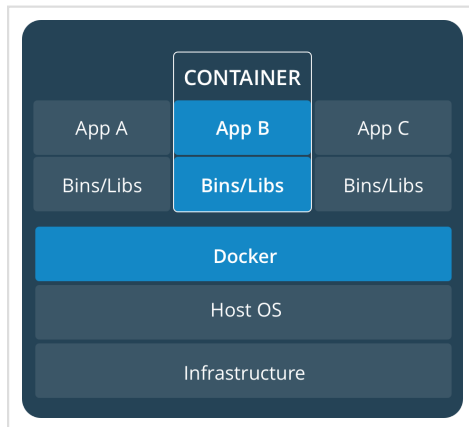 CONTAINER
App A App B App C
Bins/Libs Bins/Libs Bins/Libs
Docker
Host OS
Infrastructure